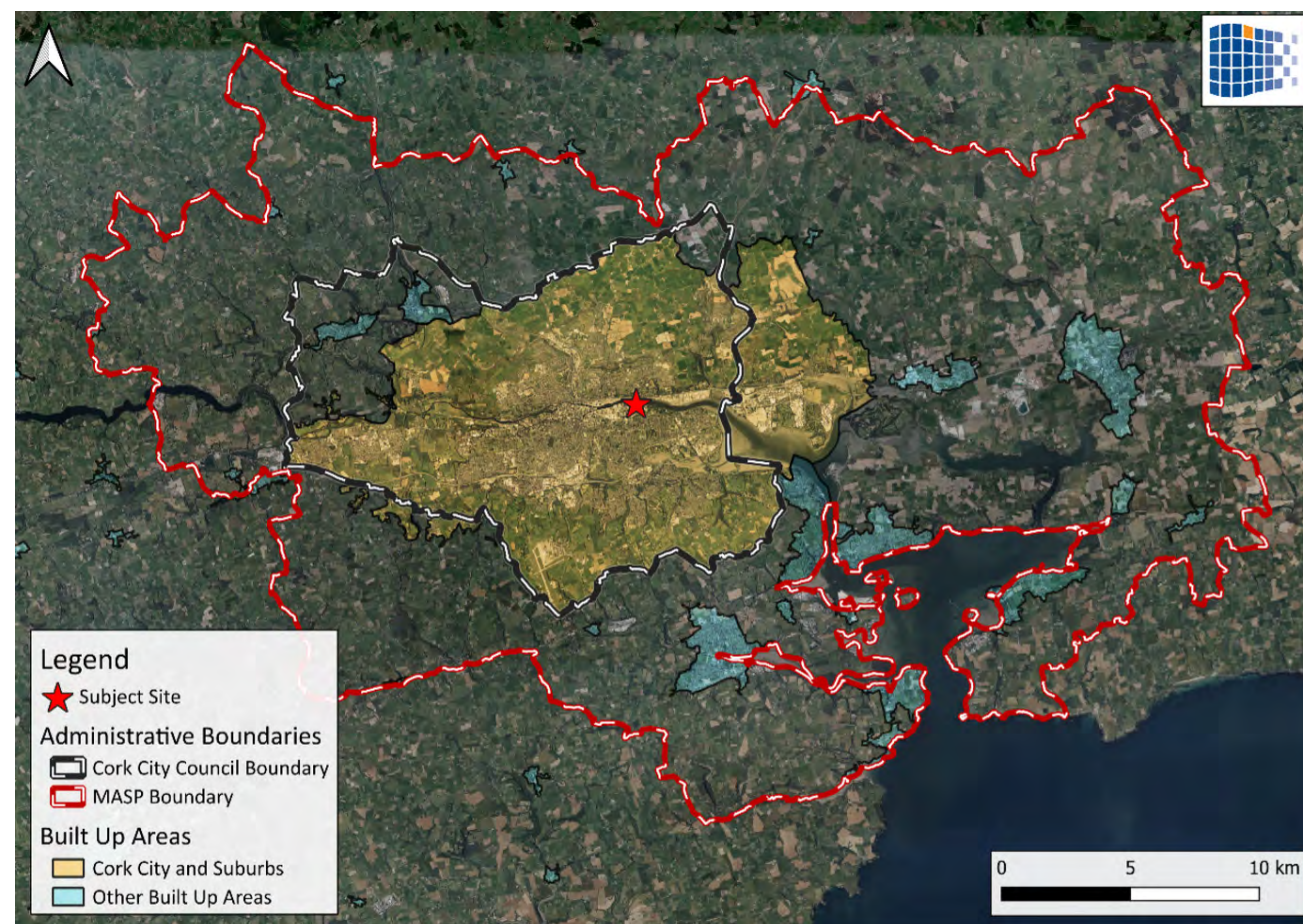 Legend
Subject Site
Administrative Boundaries
Cork City Council Boundary
MASP Boundary
Built Up Areas
Cork City and Suburbs
Other Built Up Areas
0 5 10 km